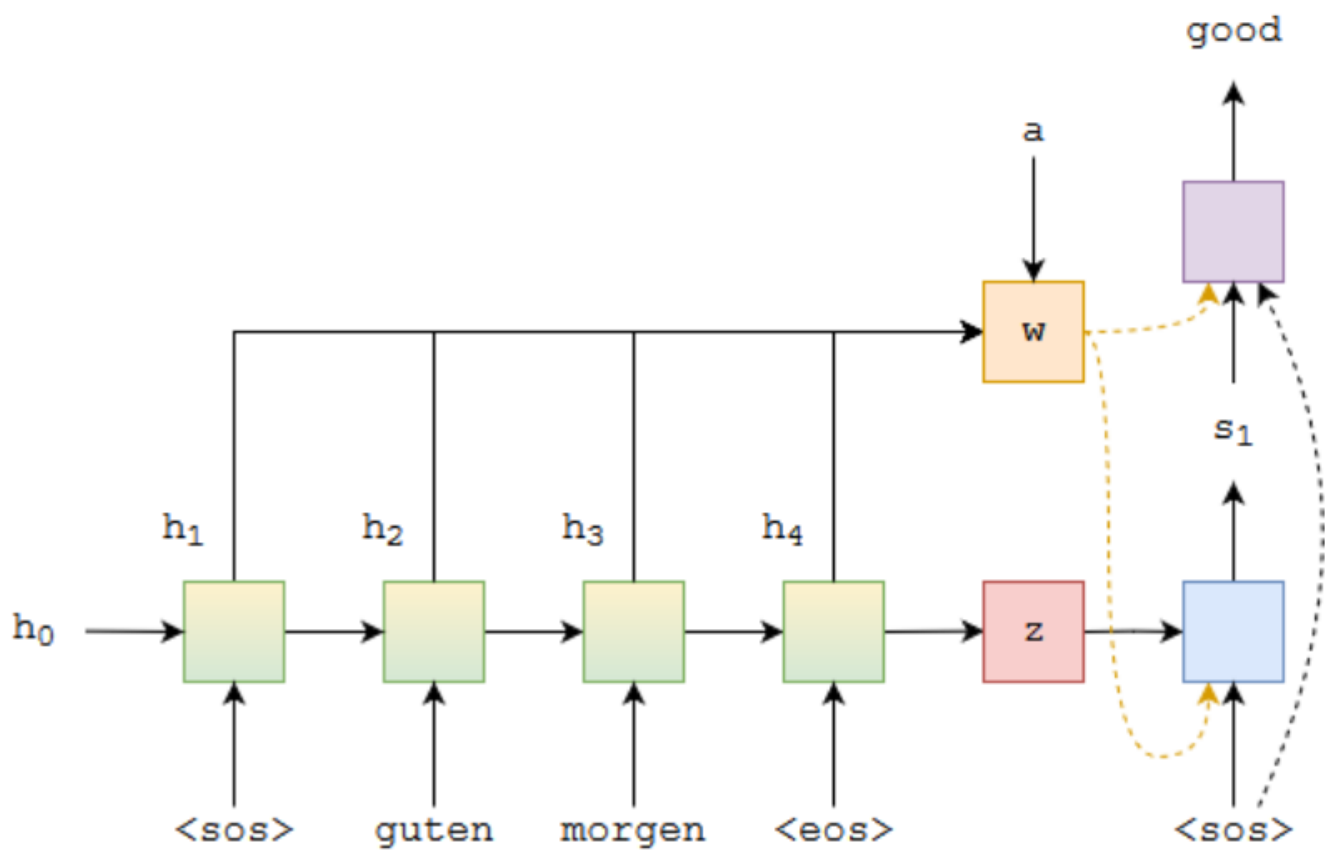 good
a
w
s₁
h₁ h₂ h₃ h₄
h₀ z
<sos> guten morgen <eos> <sos>